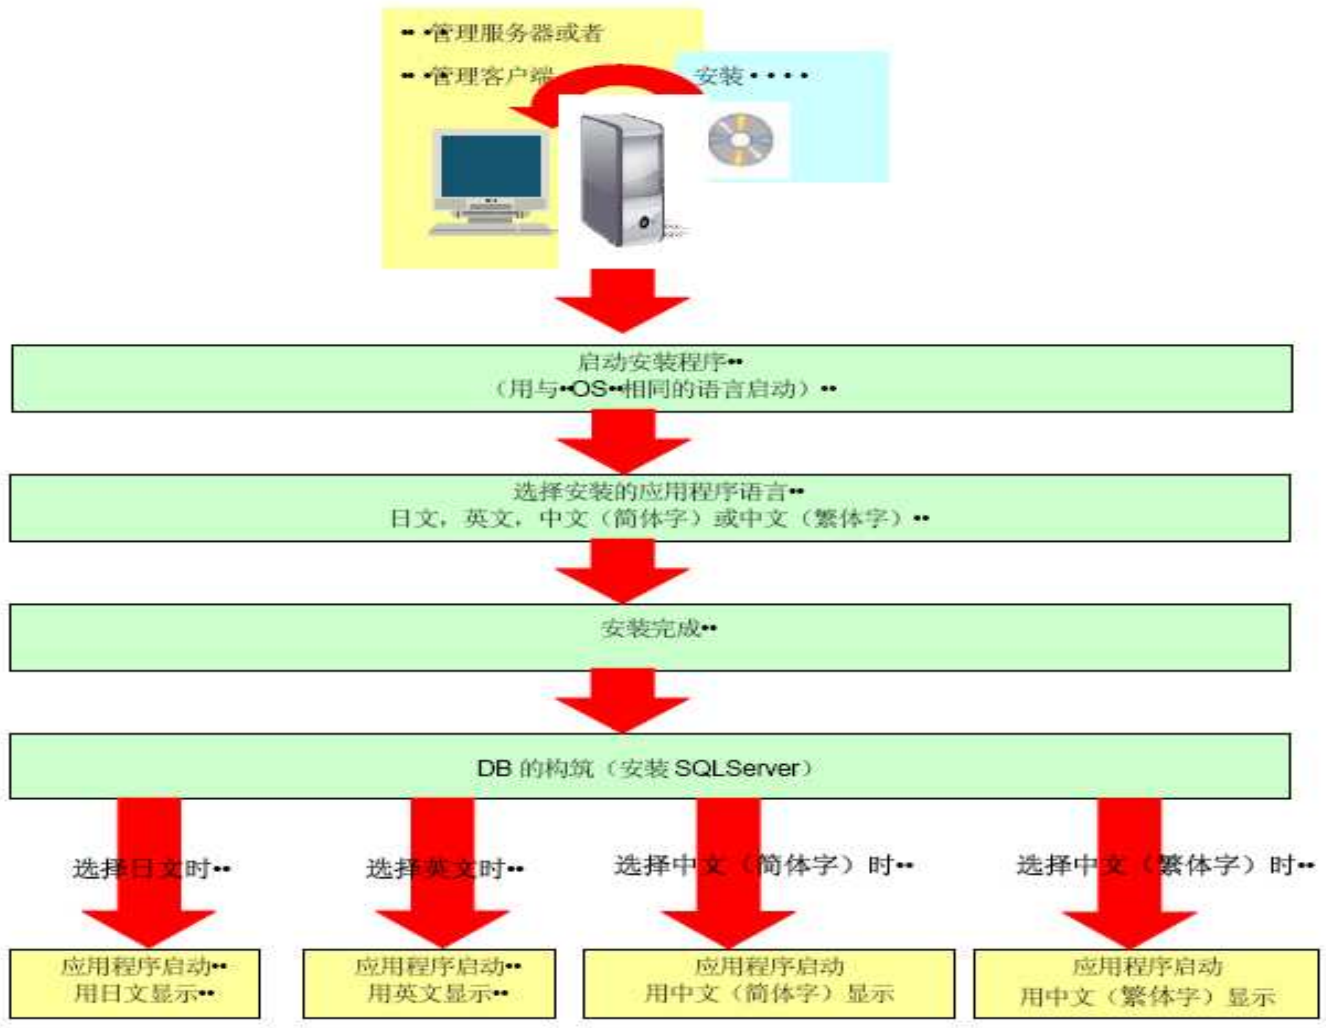 •• ••管理服务器或者
•• ••管理客户端
安装••••
启动安装程序••
（用与••OS••相同的语言启动）••
选择安装的应用程序语言••
日文，英文，中文（简体字）或中文（繁体字）••
安装完成••
DB 的构筑（安装 SQLServer）
选择日文时••
选择英文时••
选择中文（简体字）时••
选择中文（繁体字）时••
应用程序启动••
用日文显示••
应用程序启动••
用英文显示••
应用程序启动
用中文（简体字）显示
应用程序启动
用中文（繁体字）显示